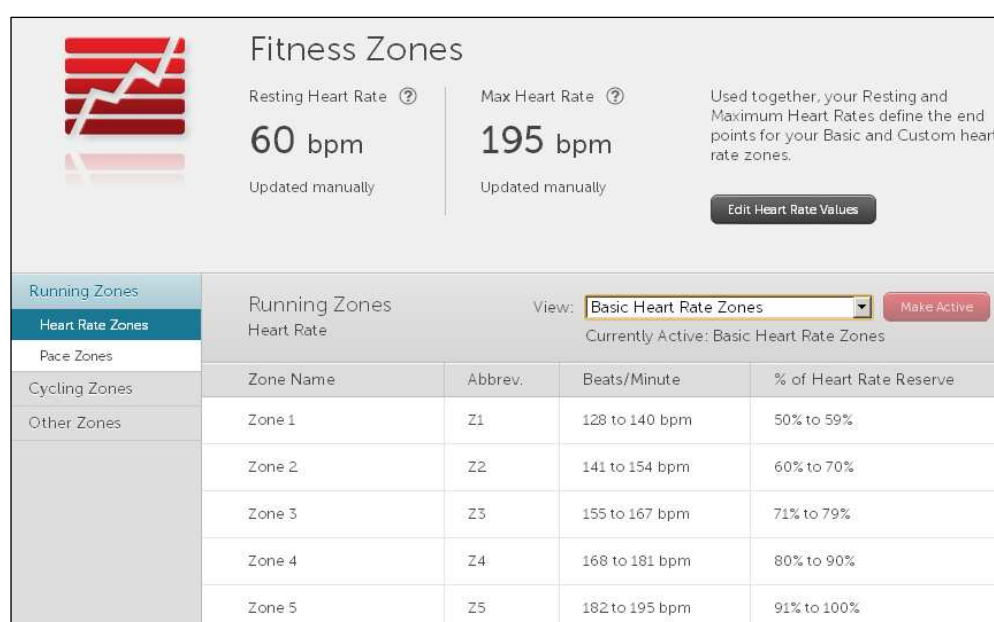 Fitness Zones
Resting Heart Rate ?
60 bpm
Updated manually
Max Heart Rate ?
195 bpm
Updated manually
Used together, your Resting and
Maximum Heart Rates define the end
points for your Basic and Custom heart
rate zones.
Edit Heart Rate Values
Running Zones
Heart Rate Zones
Pace Zones
Cycling Zones
Other Zones
Running Zones
Heart Rate
View: Basic Heart Rate Zones Make Active
Currently Active: Basic Heart Rate Zones
Zone Name Abbrev. Beats/Minute % of Heart Rate Reserve
Zone 1 Z1 128 to 140 bpm 50% to 59%
Zone 2 Z2 141 to 154 bpm 60% to 70%
Zone 3 Z3 155 to 167 bpm 71% to 79%
Zone 4 Z4 168 to 181 bpm 80% to 90%
Zone 5 Z5 182 to 195 bpm 91% to 100%